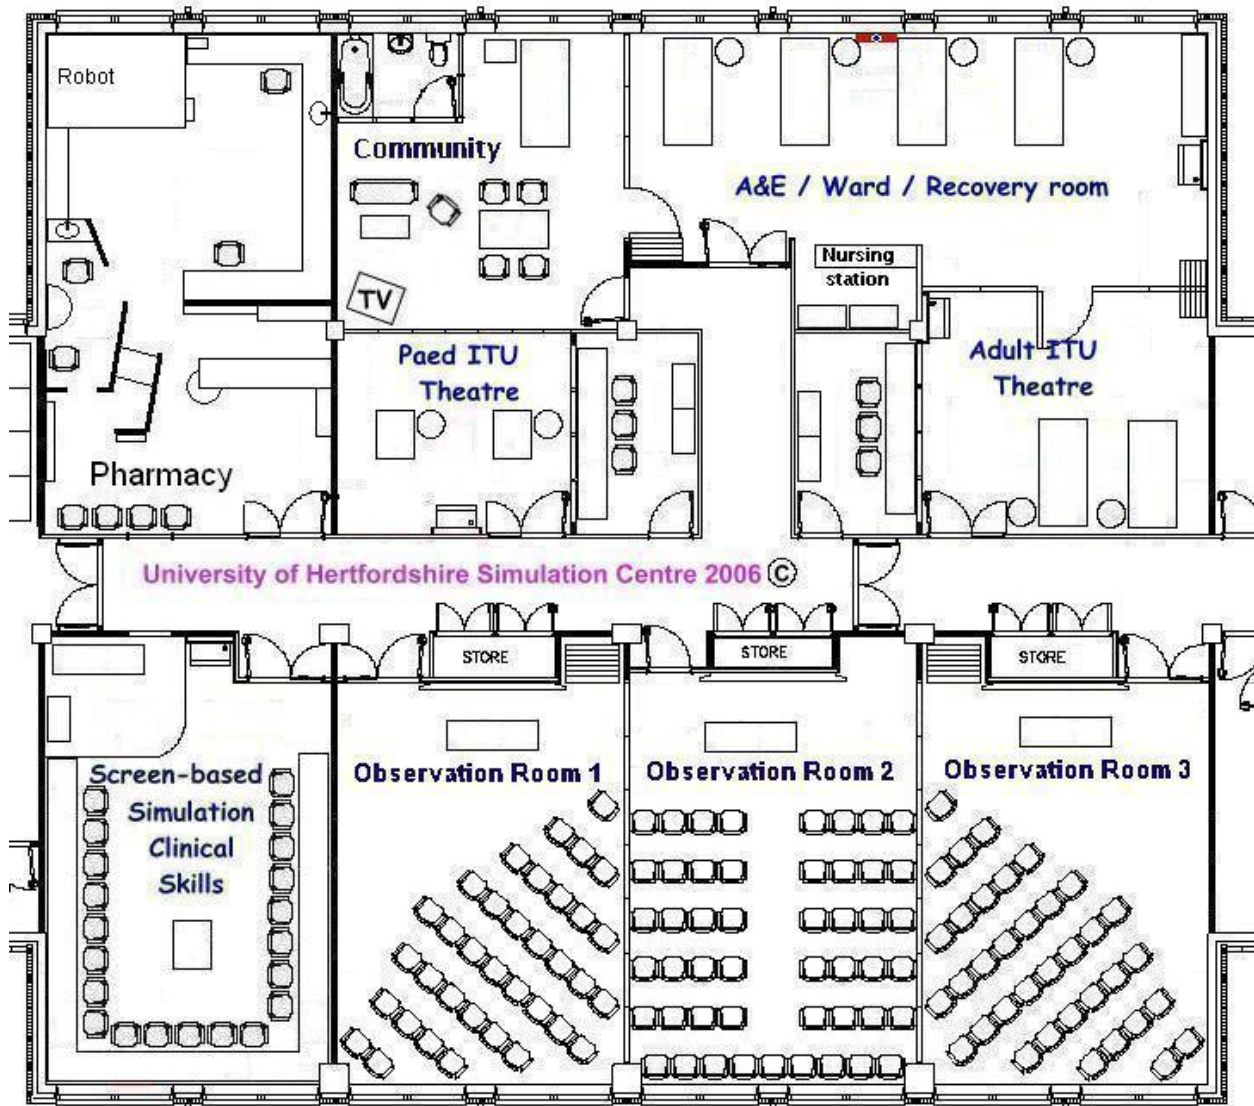 Robot
Community
A&E / Ward / Recovery room
Nursing
station
TV
Paed ITU
Theatre
Adult ITU
Theatre
Pharmacy
University of Hertfordshire Simulation Centre 2006 ©
STORE
STORE
STORE
Screen-based
Simulation
Clinical
Skills
Observation Room 1
Observation Room 2
Observation Room 3